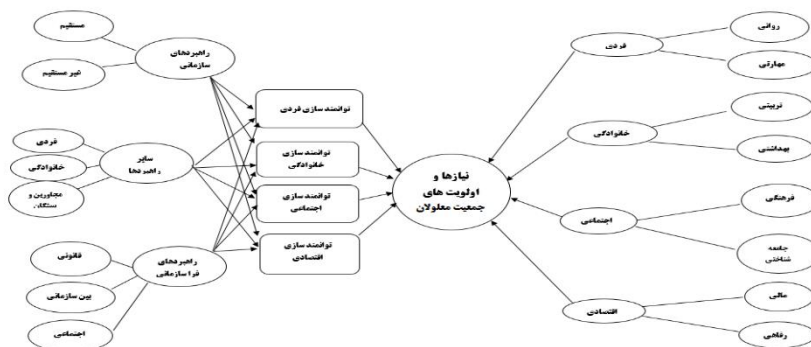 روانی
مهارتی
فردی
تربیتی
بهداشتی
خانوادگی
فرهنگی
جامعه
شناختی
اجتماعی
مالی
رفاهی
اقتصادی
نیازها و
اولویت های
جمعیت معلولان
توانمند سازی فردی
توانمند سازی
خانوادگی
توانمند سازی
اجتماعی
توانمند سازی
اقتصادی
راهبردهای
سازمانی
مستقیم
غیر مستقیم
سایر
راهبردها
فردی
خانوادگی
مجاورین و
بستگان
راهبردهای
فرا سازمانی
قانونی
بین سازمانی
اجتماعی